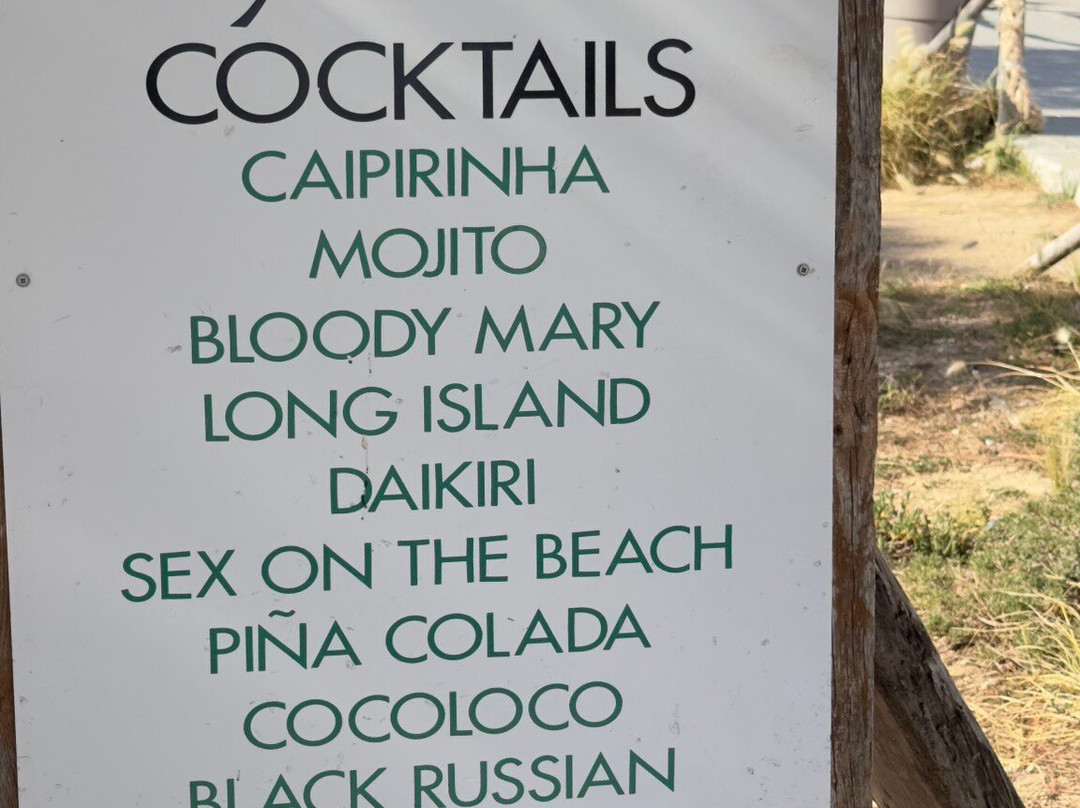 COCKTAILS
CAIPIRINHA
MOJITO
BLOODY MARY
LONG ISLAND
DAIKIRI
SEX ON THE BEACH
PIÑA COLADA
COCOLOCO
BLACK RUSSIAN